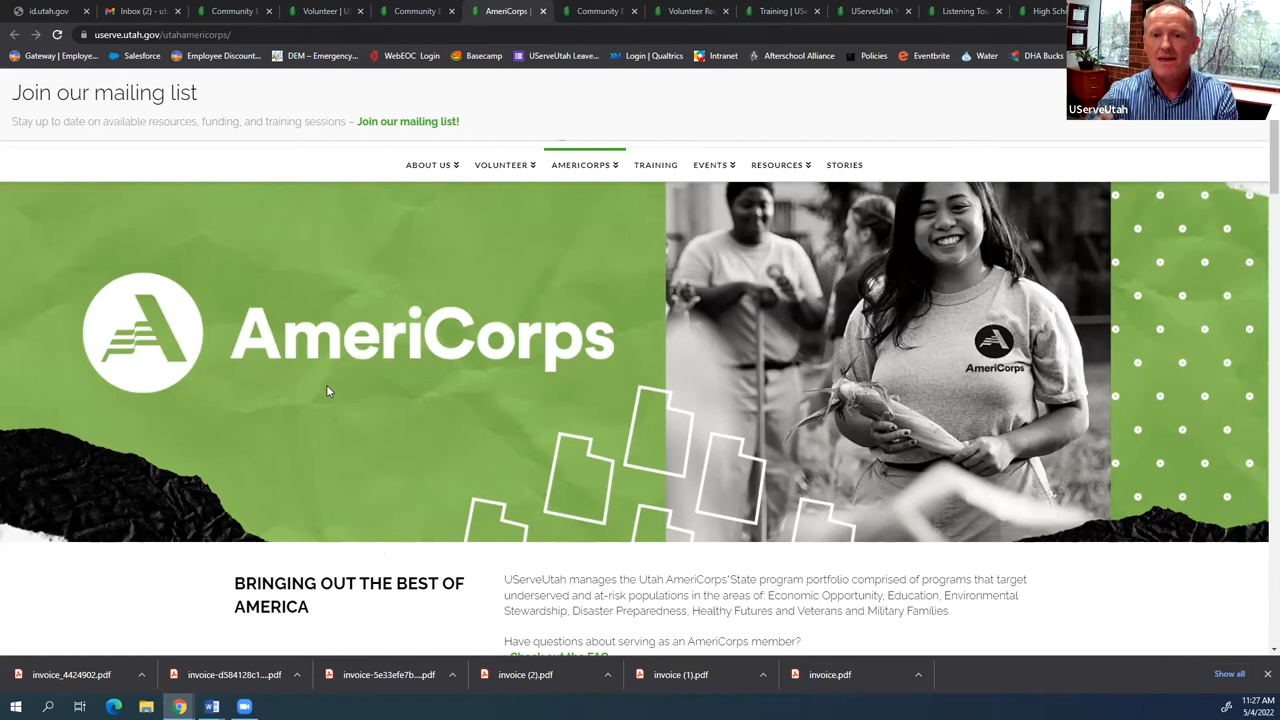 id.utah.gov
Inbox (2) - ut
Community E
Volunteer | U
Community E
AmeriCorps |
Community E
Volunteer Re
Training | U
UServeUtah
Listening Tou
High Sch
userve.utah.gov/utahamericorps/
Gateway | Employe...
Salesforce
Employee Discount...
DEM – Emergency...
WebEOC Login
Basecamp
UServeUtah Leave...
Login | Qualtrics
Intranet
Afterschool Alliance
Policies
Eventbrite
Water
DHA Bucks
UServeUtah
Join our mailing list
Stay up to date on available resources, funding, and training sessions – Join our mailing list!
ABOUT US
VOLUNTEER
AMERICORPS
TRAINING
EVENTS
RESOURCES
STORIES
AmeriCorps
AmeriCorps
BRINGING OUT THE BEST OF
AMERICA
UServeUtah manages the Utah AmeriCorps*State program portfolio comprised of programs that target
underserved and at-risk populations in the areas of: Economic Opportunity, Education, Environmental
Stewardship, Disaster Preparedness, Healthy Futures and Veterans and Military Families.
Have questions about serving as an AmeriCorps member?
Check out the FAQ
invoice_4424902.pdf
invoice-d584128c1....pdf
invoice-5e33efe7b....pdf
invoice (2).pdf
invoice (1).pdf
invoice.pdf
Show all
11:27 AM
5/4/2022